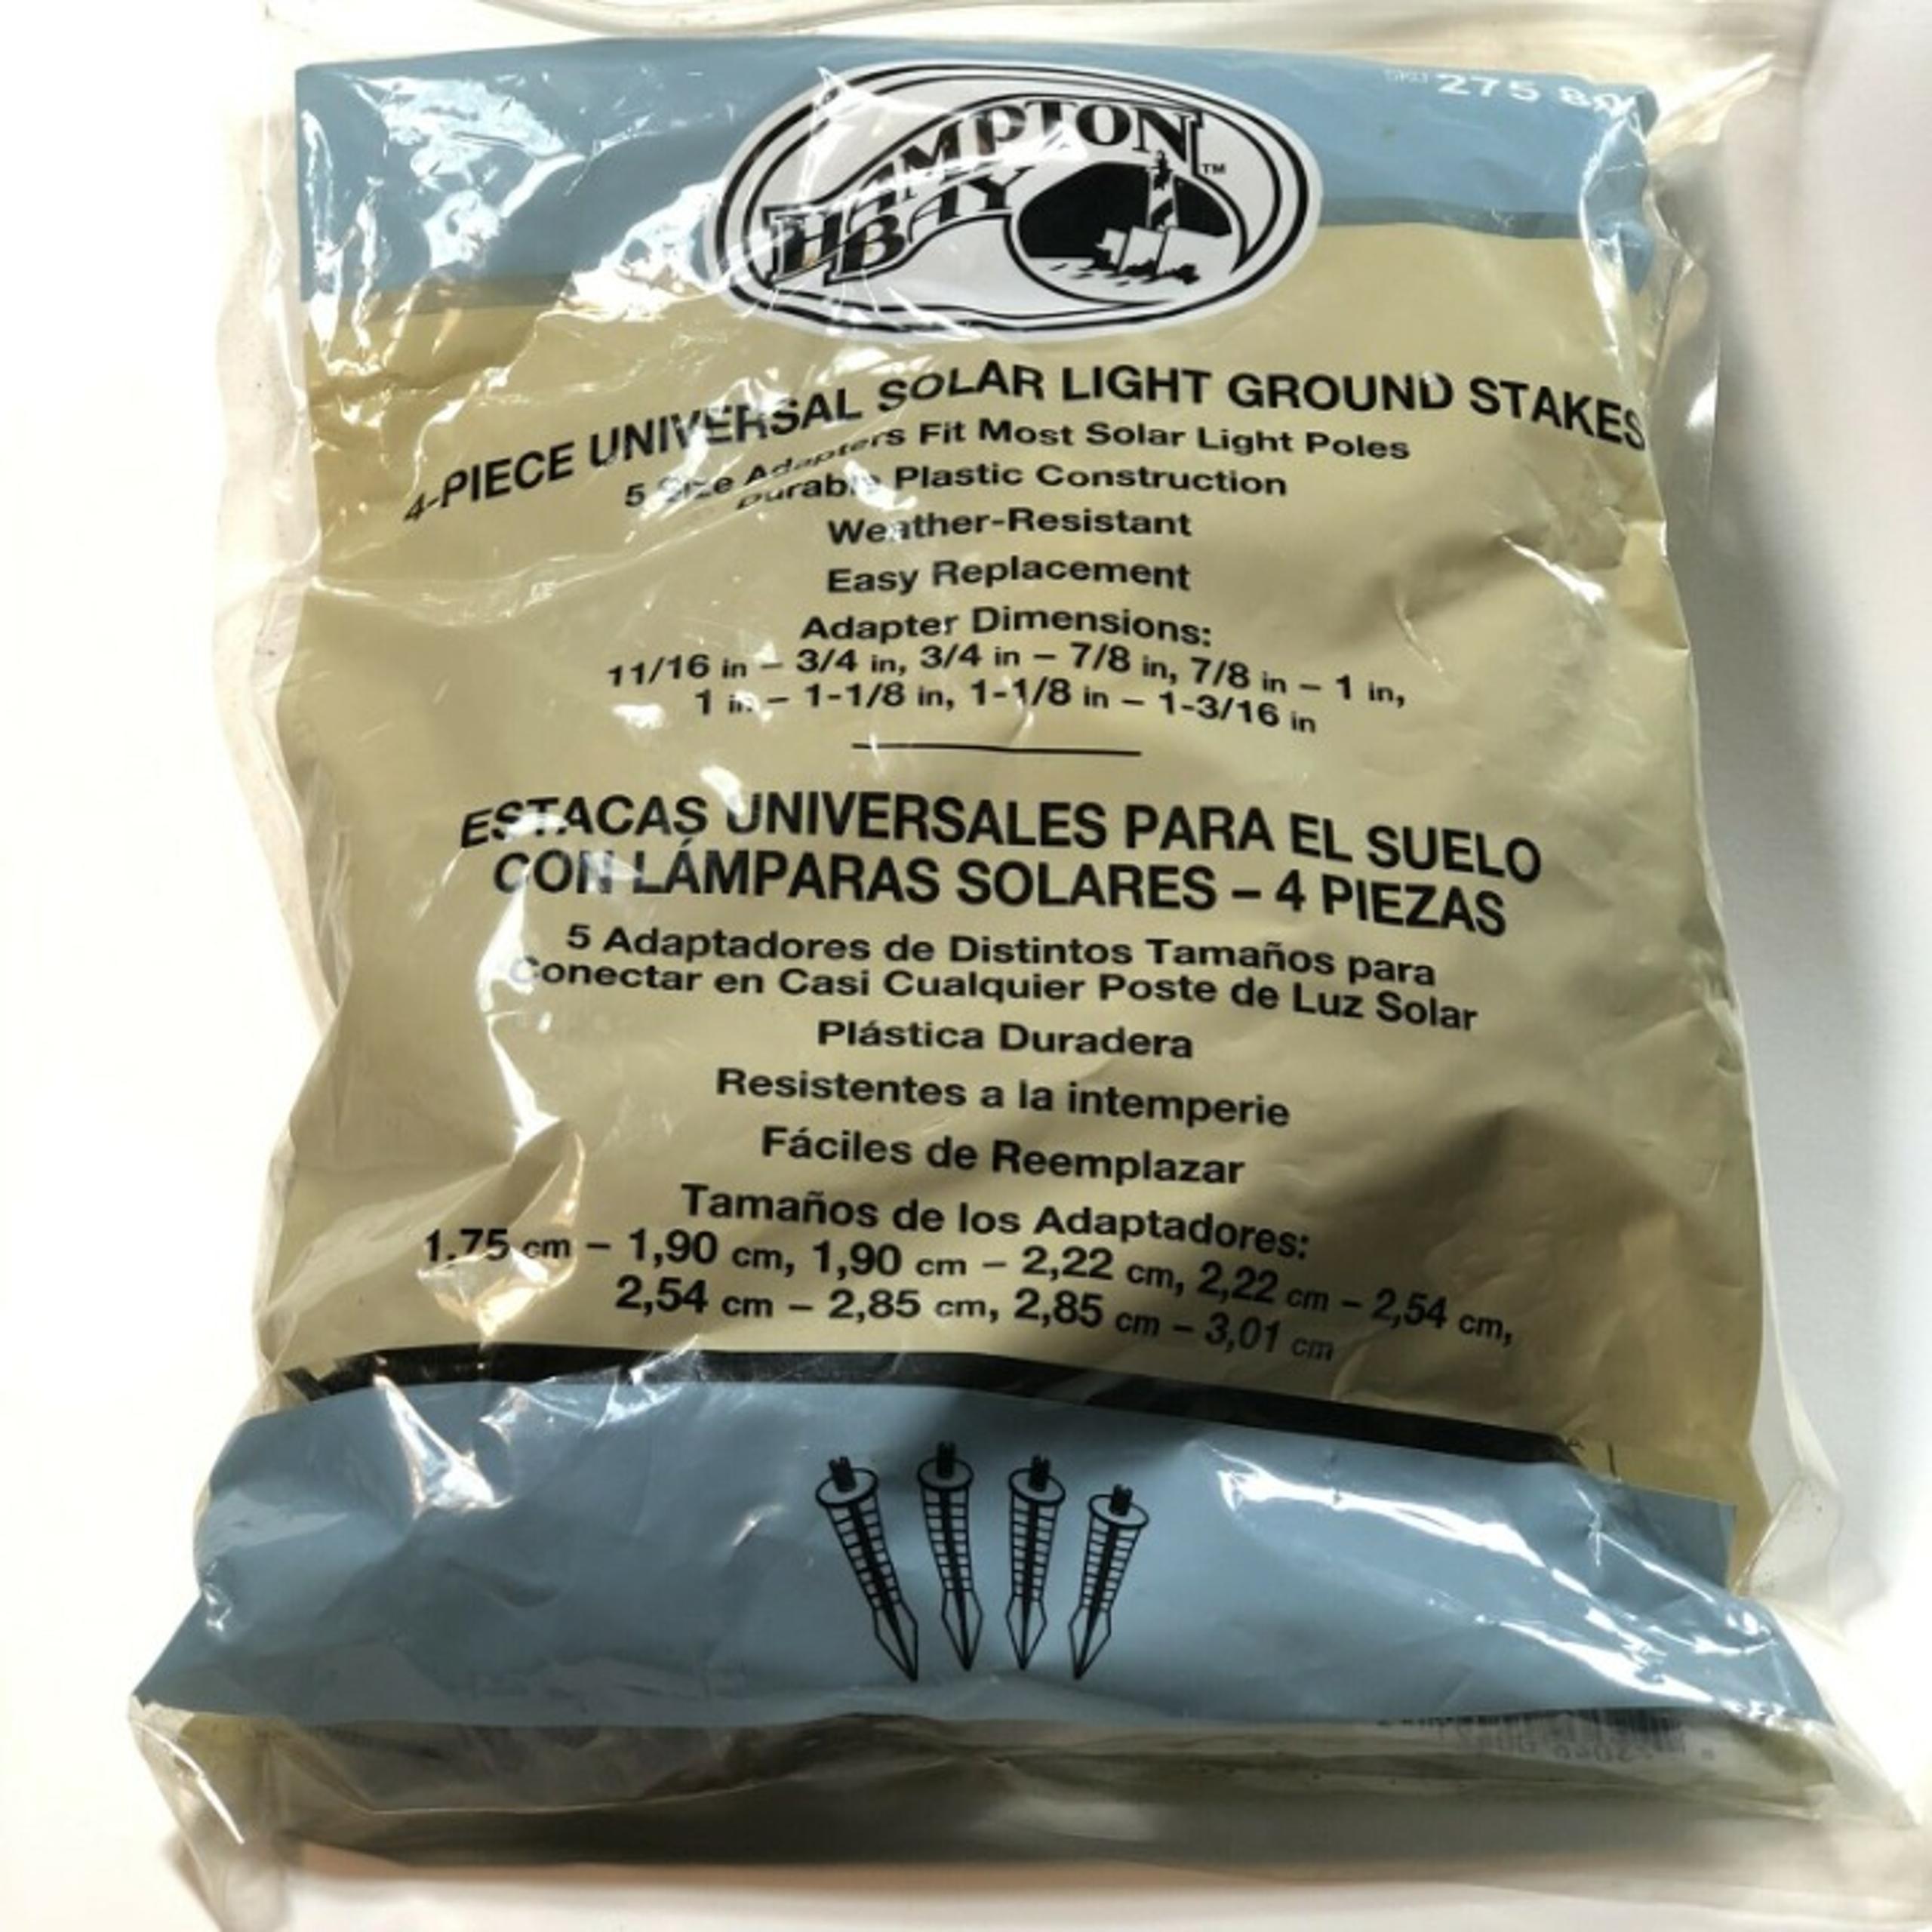 SKU 275
HAMPTON
BAY™
4-PIECE UNIVERSAL SOLAR LIGHT GROUND STAKES
5 Size Adapters Fit Most Solar Light Poles
Durable Plastic Construction
Weather-Resistant
Easy Replacement
Adapter Dimensions:
11/16 in – 3/4 in, 3/4 in – 7/8 in, 7/8 in – 1 in,
1 in – 1-1/8 in, 1-1/8 in – 1-3/16 in
ESTACAS UNIVERSALES PARA EL SUELO
CON LÁMPARAS SOLARES – 4 PIEZAS
5 Adaptadores de Distintos Tamaños para
Conectar en Casi Cualquier Poste de Luz Solar
Plástica Duradera
Resistentes a la intemperie
Fáciles de Reemplazar
Tamaños de los Adaptadores:
1,75 cm – 1,90 cm, 1,90 cm – 2,22 cm, 2,22 cm – 2,54 cm,
2,54 cm – 2,85 cm, 2,85 cm – 3,01 cm